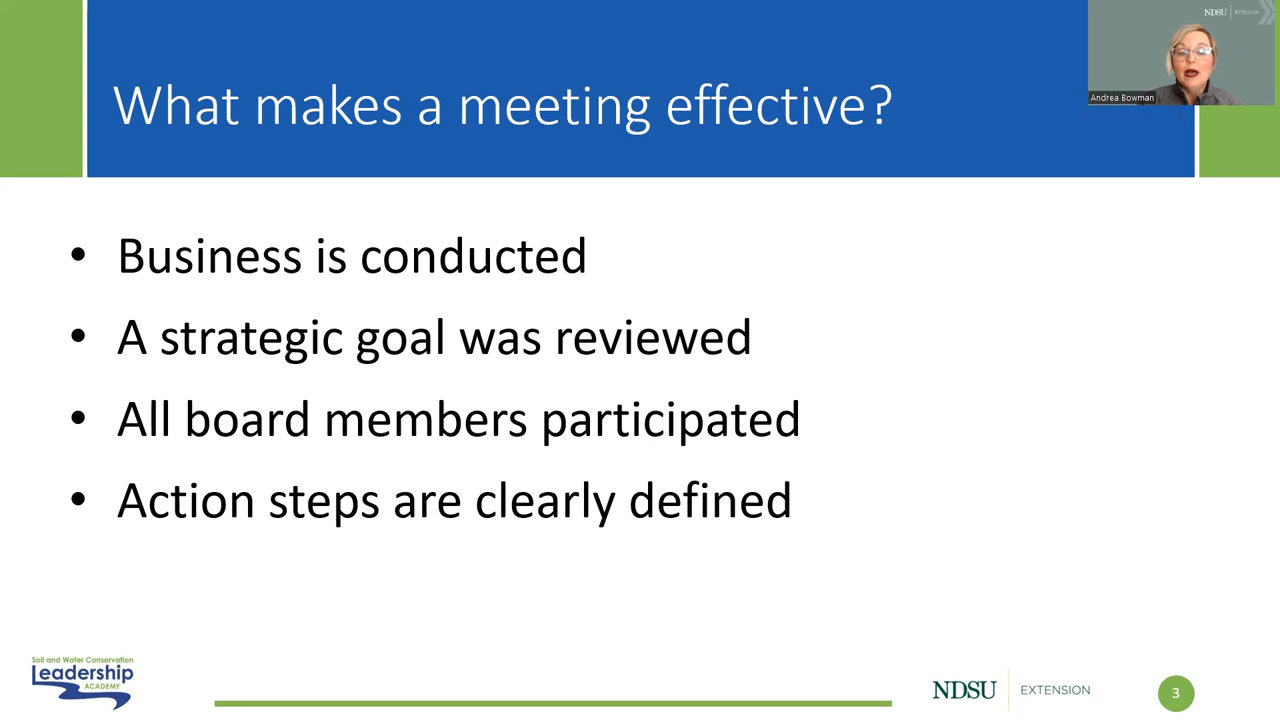 NDSU EXTENSION
What makes a meeting effective?
Andrea Bowman
• Business is conducted
• A strategic goal was reviewed
• All board members participated
• Action steps are clearly defined
Soil and Water Conservation
Leadership
ACADEMY
NDSU EXTENSION
3